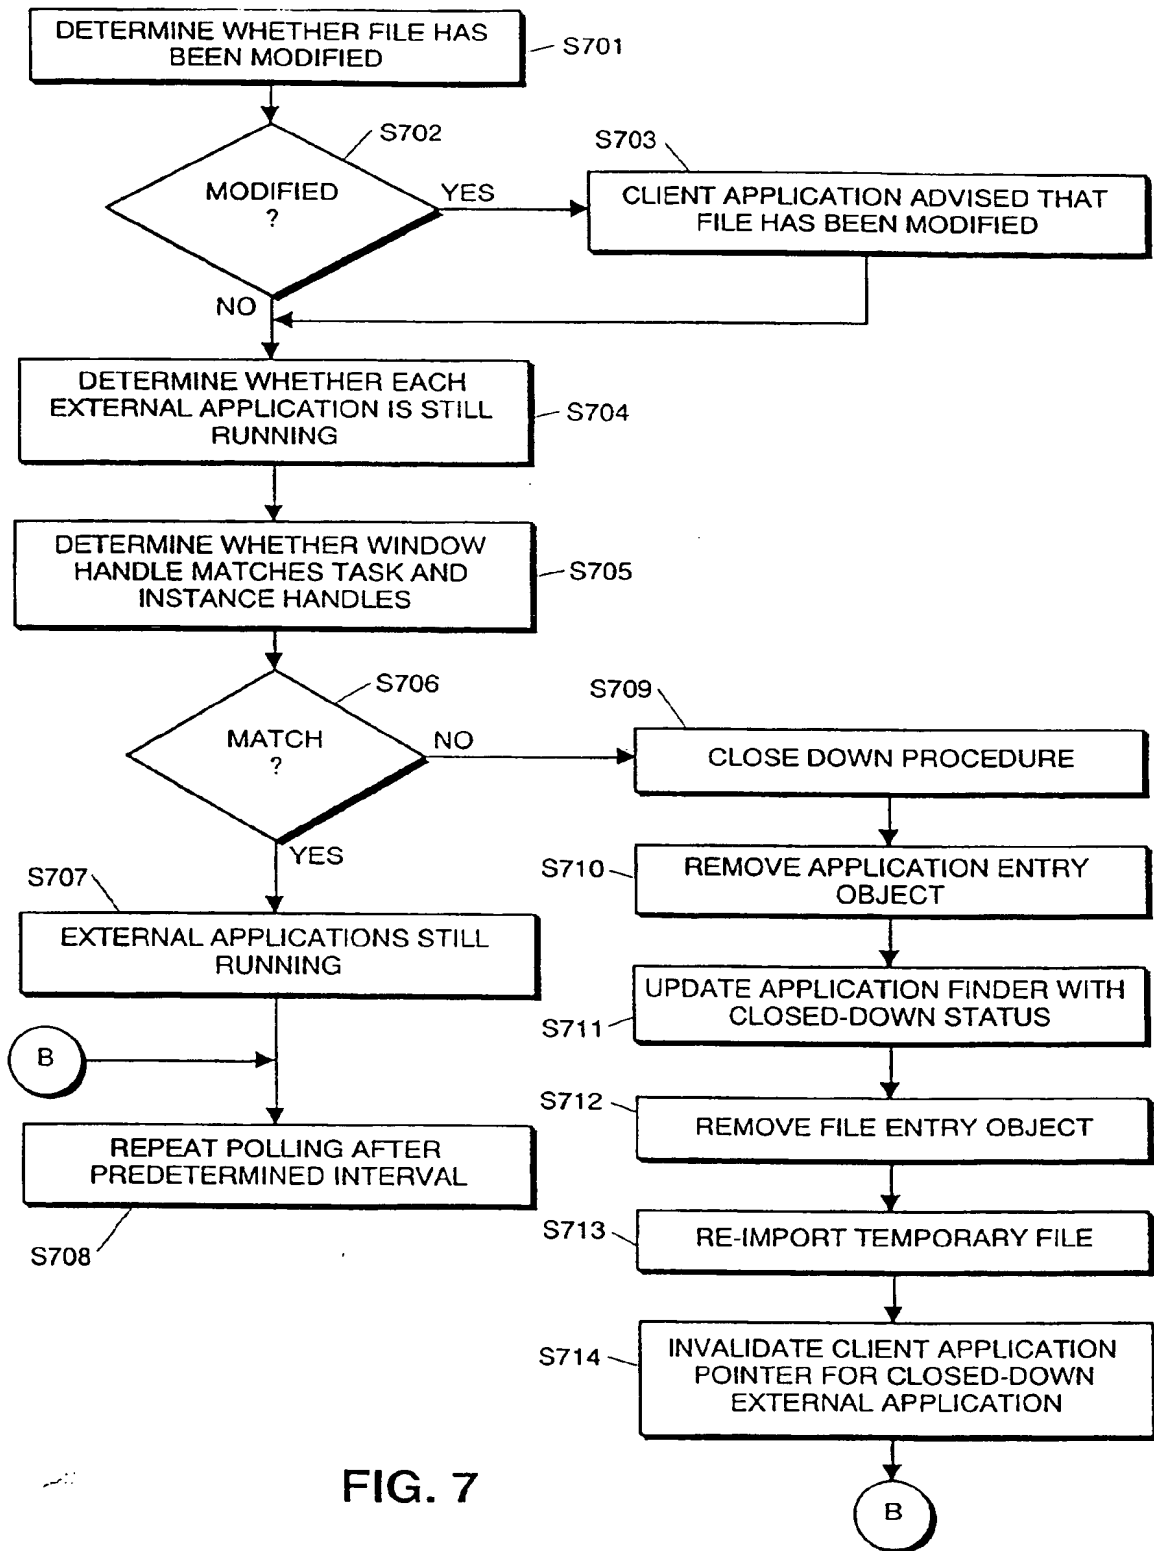 DETERMINE WHETHER FILE HAS
BEEN MODIFIED
S701
S702
MODIFIED
?
YES
NO
S703
CLIENT APPLICATION ADVISED THAT
FILE HAS BEEN MODIFIED
DETERMINE WHETHER EACH
EXTERNAL APPLICATION IS STILL
RUNNING
S704
DETERMINE WHETHER WINDOW
HANDLE MATCHES TASK AND
INSTANCE HANDLES
S705
S706
MATCH
?
NO
YES
S707
EXTERNAL APPLICATIONS STILL
RUNNING
B
REPEAT POLLING AFTER
PREDETERMINED INTERVAL
S708
S709
CLOSE DOWN PROCEDURE
S710
REMOVE APPLICATION ENTRY
OBJECT
S711
UPDATE APPLICATION FINDER WITH
CLOSED-DOWN STATUS
S712
REMOVE FILE ENTRY OBJECT
S713
RE-IMPORT TEMPORARY FILE
S714
INVALIDATE CLIENT APPLICATION
POINTER FOR CLOSED-DOWN
EXTERNAL APPLICATION
B
FIG. 7